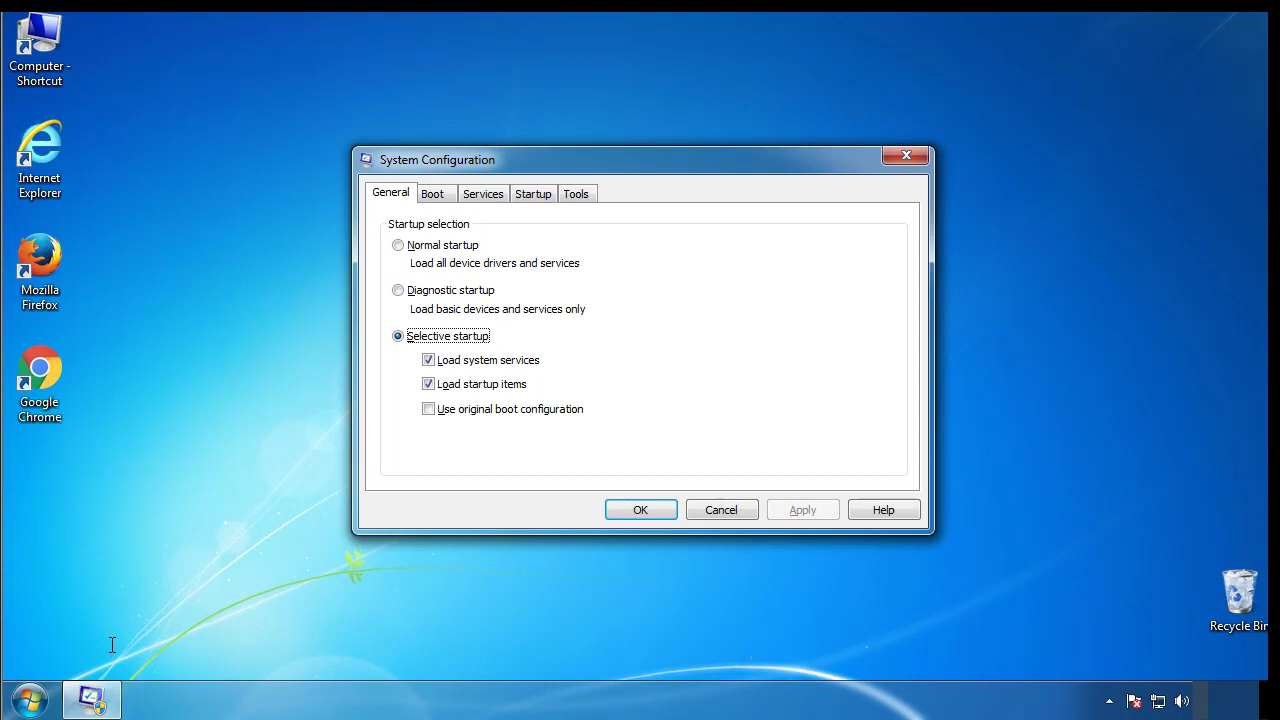 Computer -
Shortcut
Internet
Explorer
Mozilla
Firefox
Google
Chrome
System Configuration
General Boot Services Startup Tools
Startup selection
Normal startup
Load all device drivers and services
Diagnostic startup
Load basic devices and services only
Selective startup
Load system services
Load startup items
Use original boot configuration
OK Cancel Apply Help
Recycle Bin